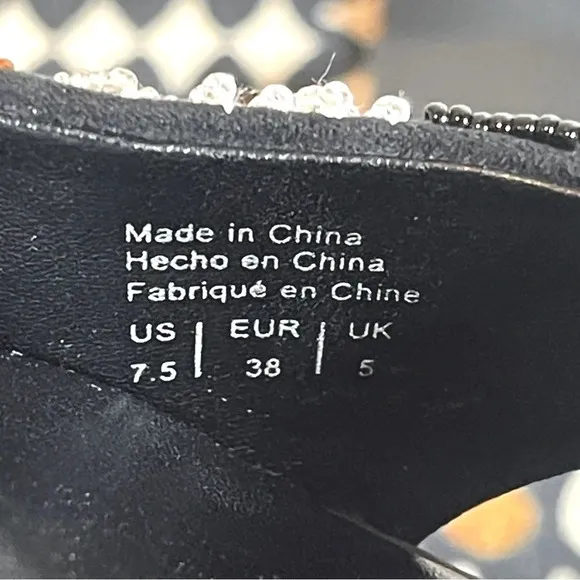 Made in China
Hecho en China
Fabriqué en Chine
US | EUR | UK
7.5 | 38 | 5